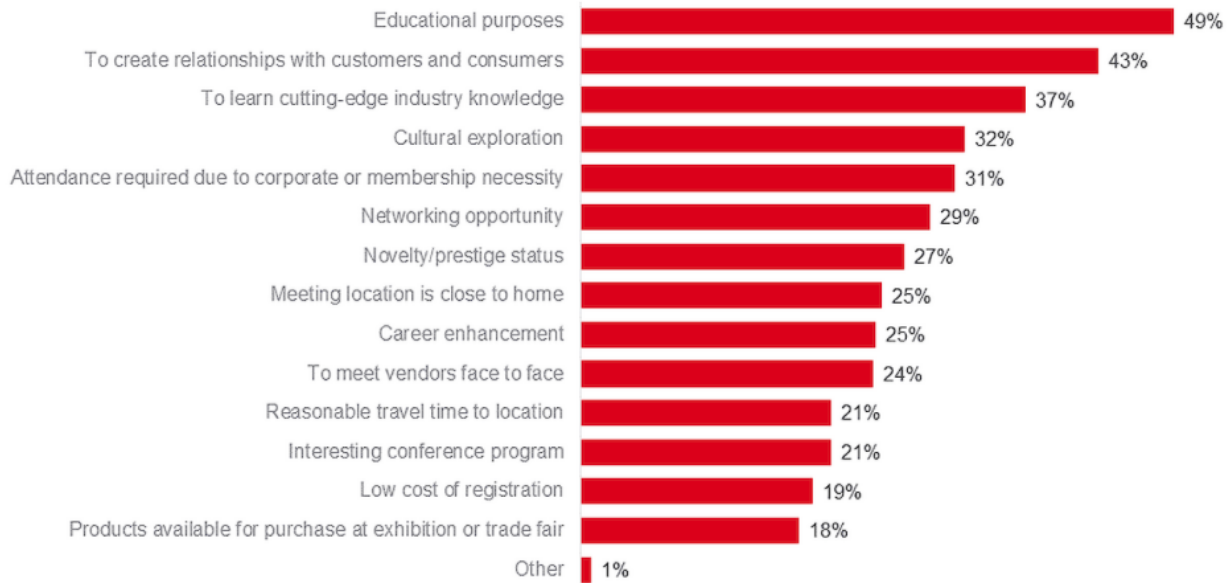 Educational purposes 49%
To create relationships with customers and consumers 43%
To learn cutting-edge industry knowledge 37%
Cultural exploration 32%
Attendance required due to corporate or membership necessity 31%
Networking opportunity 29%
Novelty/prestige status 27%
Meeting location is close to home 25%
Career enhancement 25%
To meet vendors face to face 24%
Reasonable travel time to location 21%
Interesting conference program 21%
Low cost of registration 19%
Products available for purchase at exhibition or trade fair 18%
Other 1%